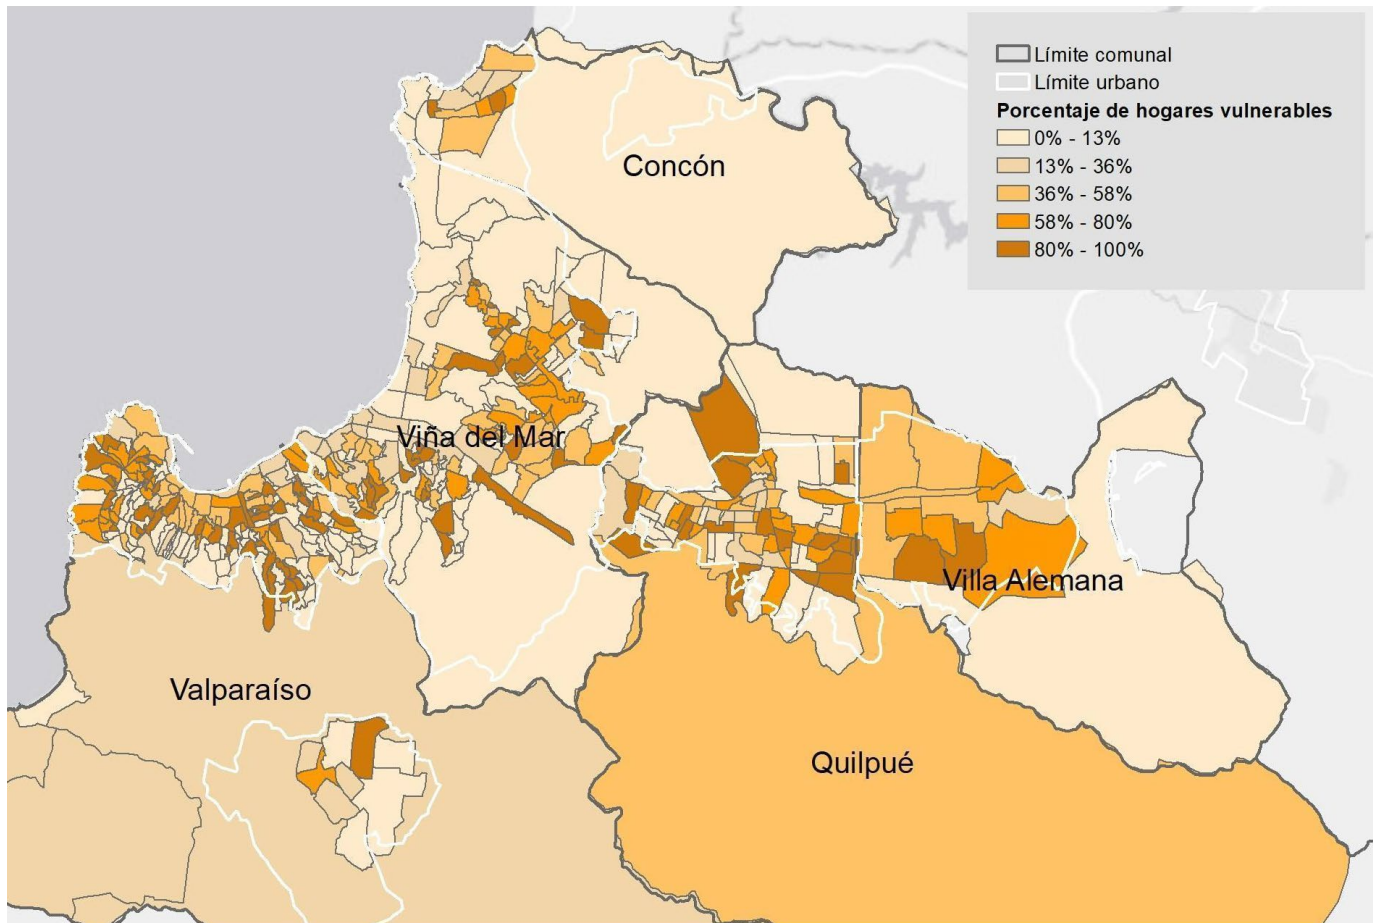 Límite comunal
Límite urbano
Porcentaje de hogares vulnerables
0% - 13%
13% - 36%
36% - 58%
58% - 80%
80% - 100%
Concón
Viña del Mar
Villa Alemana
Valparaíso
Quilpué